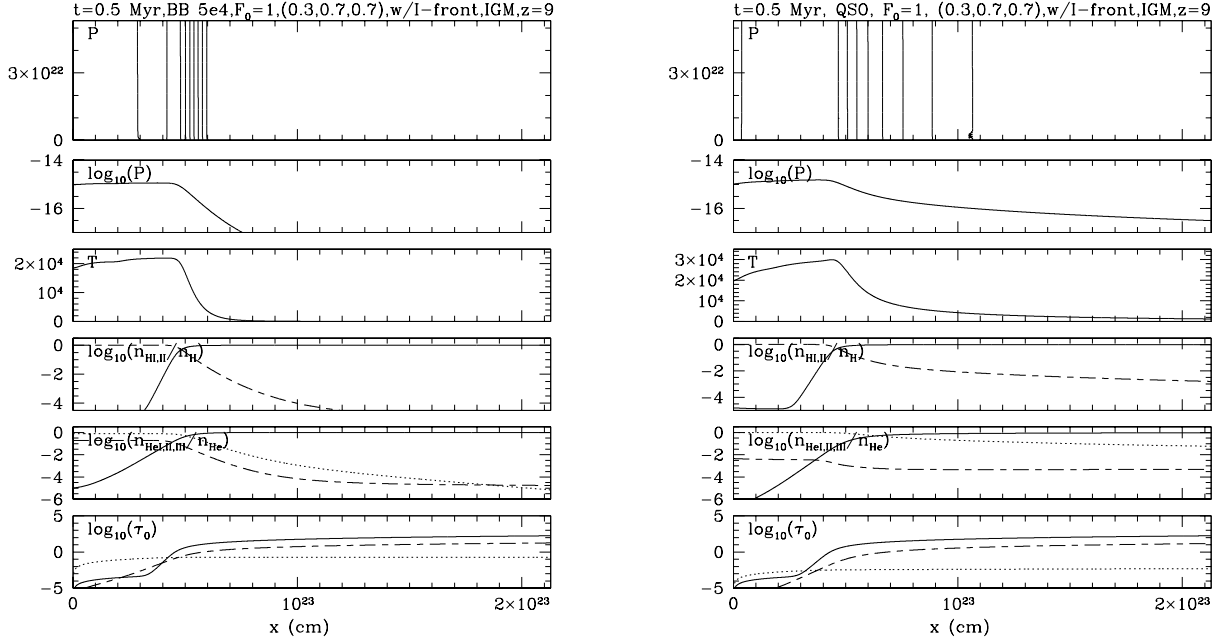 t=0.5 Myr,BB 5e4,F₀=1,(0.3,0.7,0.7),w/I-front,IGM,z=9
P
3×10²²
0
log₁₀(P)
−14
−16
T
2×10⁴
10⁴
0
log₁₀(n_HI,II/n_H)
0
−2
−4
log₁₀(n_HeI,II,III/n_He)
0
−2
−4
−6
log₁₀(τ₀)
5
0
−5
0
10²³
2×10²³
x (cm)
t=0.5 Myr, QSO, F₀=1, (0.3,0.7,0.7),w/I-front,IGM,z=9
P
3×10²²
0
log₁₀(P)
−14
−16
T
3×10⁴
2×10⁴
10⁴
0
log₁₀(n_HI,II/n_H)
0
−2
−4
log₁₀(n_HeI,II,III/n_He)
0
−2
−4
−6
log₁₀(τ₀)
5
0
−5
0
10²³
2×10²³
x (cm)